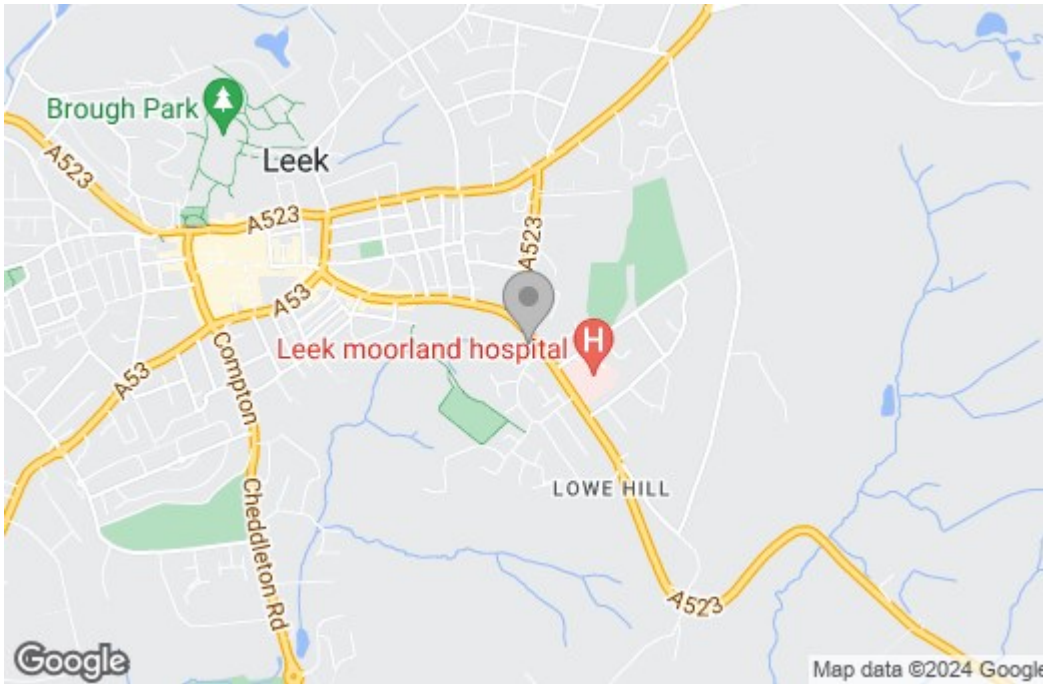 Brough Park
Leek
A523
A523
A523
A53
Leek moorland hospital
H
A53
Compton
LOWE HILL
Cheddleton Rd
A523
Google
Map data ©2024 Google